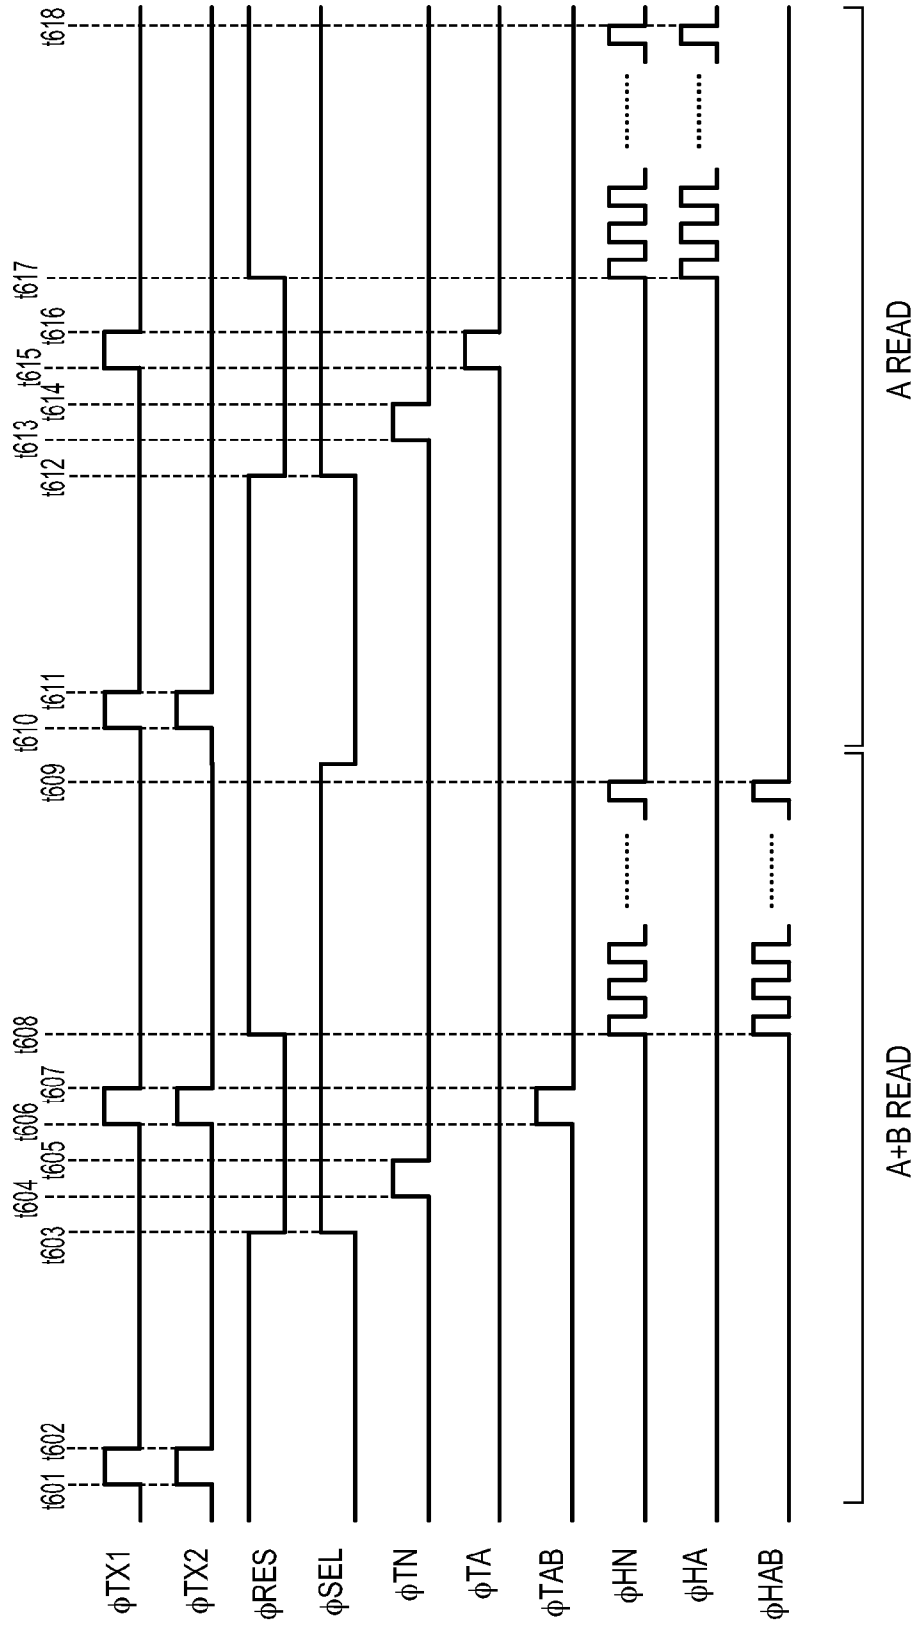 t601
t602
t603
t604
t605
t606
t607
t608
t609
t610
t611
t612
t613
t614
t615
t616
t617
t618
ϕTX1
ϕTX2
ϕRES
ϕSEL
ϕTN
ϕTA
ϕTAB
ϕHN
ϕHA
ϕHAB
A+B READ
A READ